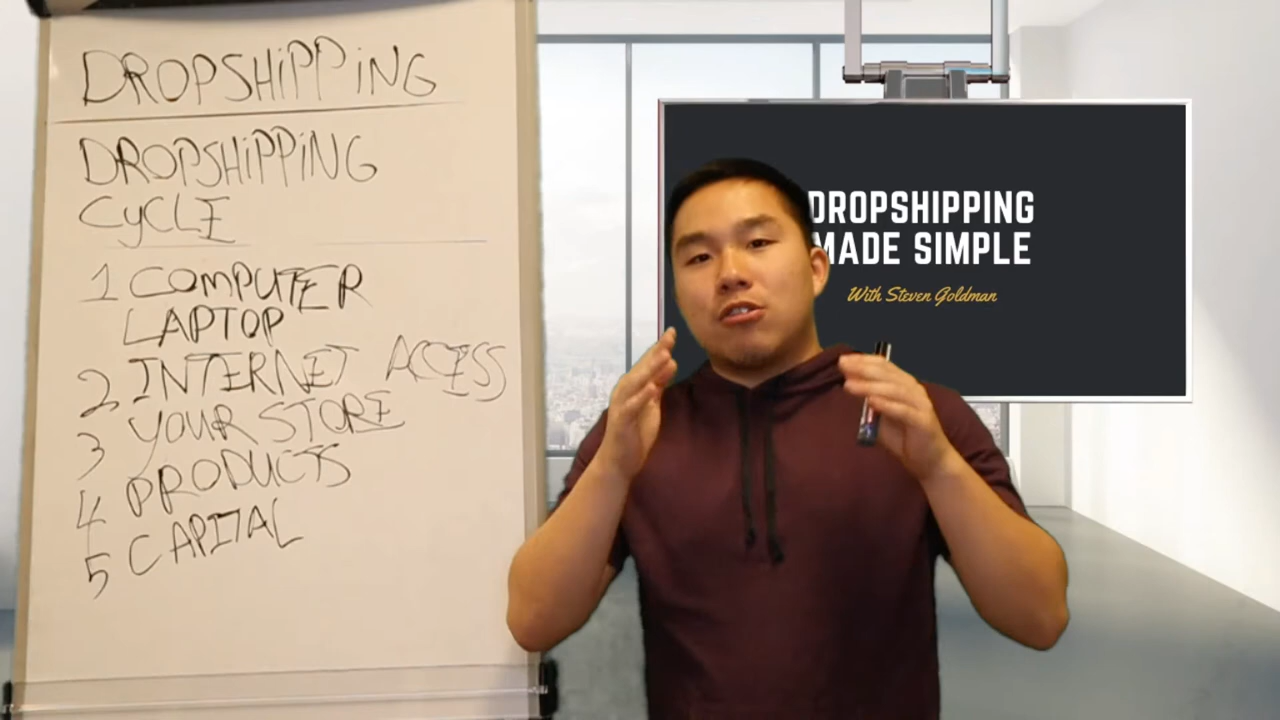 DROPSHiPPiNG
DROPSHiPPiNG
CyCLE
1 COMPUTER
LAPTOP
2 INTERNET ACCESS
3 YOUR STORE
4 PRODUCTS
5 CAPITAL
DROPSHIPPING
MADE SIMPLE
With Steven Goldman